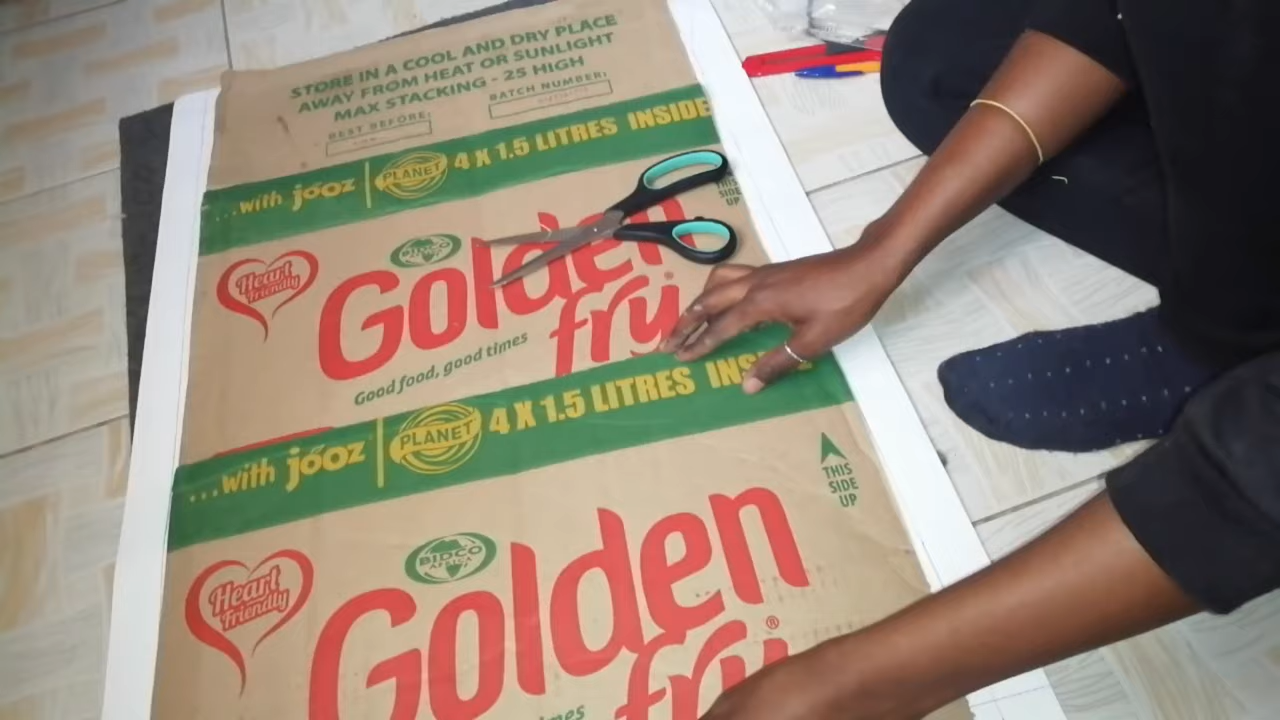 STORE IN A COOL AND DRY PLACE
AWAY FROM HEAT OR SUNLIGHT
MAX STACKING - 25 HIGH
BEST BEFORE:
BATCH NUMBER:
...with jooz PLANET 4 X 1.5 LITRES INSIDE
THIS
SIDE
UP
Heart
Friendly
BIDCO
Golden
fry
Good food, good times
...with jooz PLANET 4 X 1.5 LITRES
THIS
SIDE
UP
Heart
Friendly
BIDCO
AFRICA
Golden
fry®
times